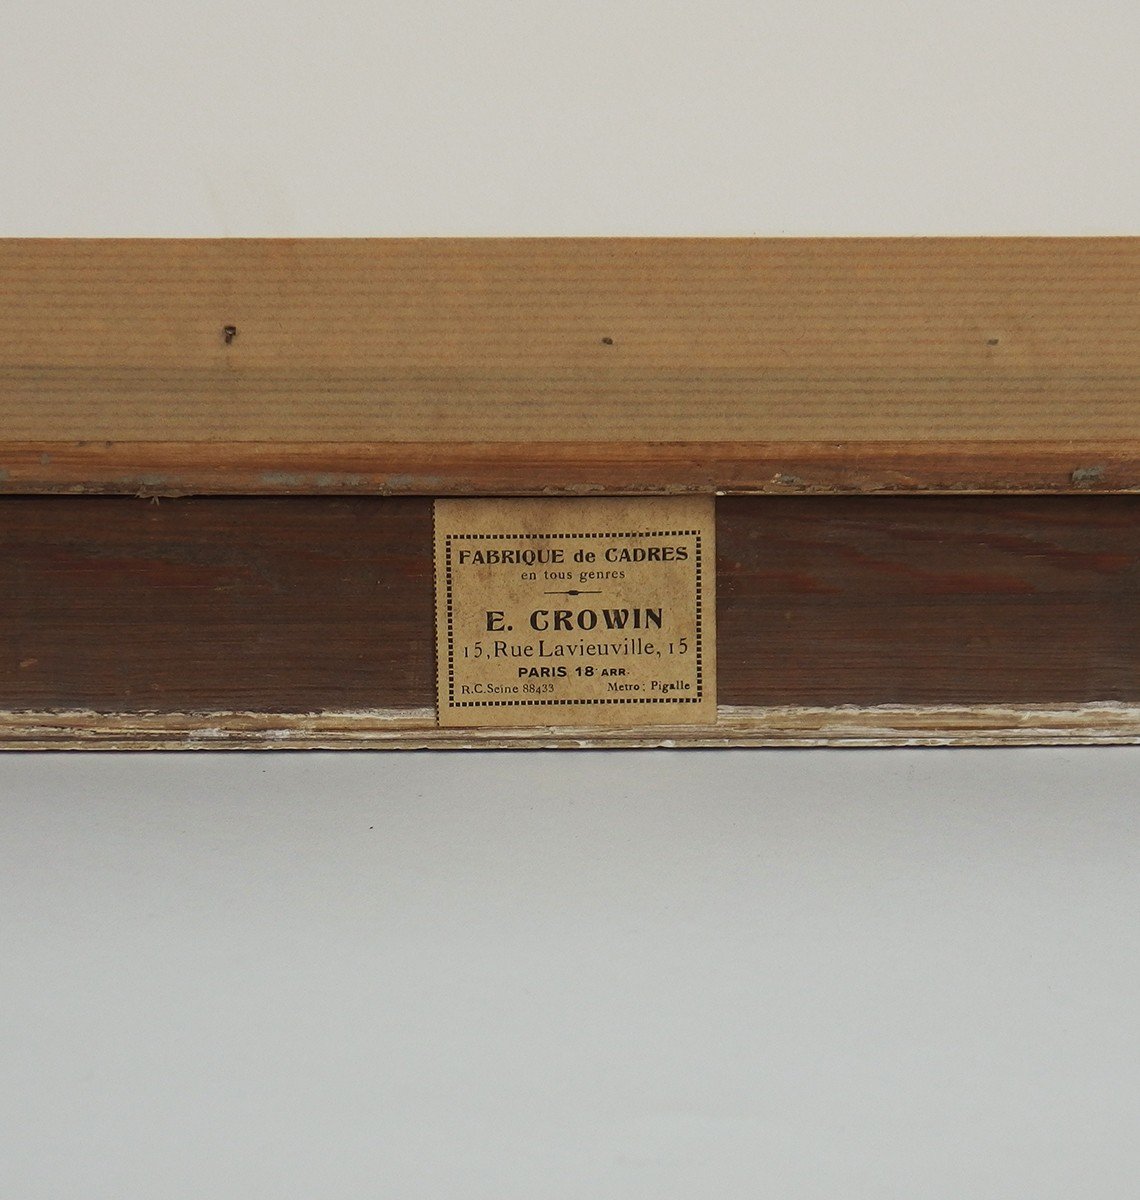 FABRIQUE de CADRES
en tous genres
E. CROWIN
15, Rue Lavieuville, 15
PARIS 18 ARR.
R.C. Seine 88433 Metro: Pigalle